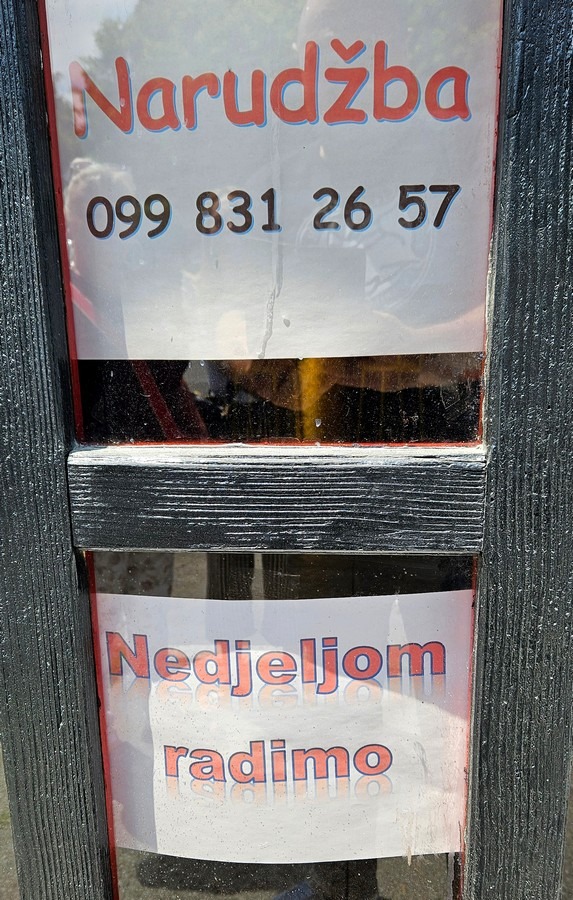 Narudžba
099 831 26 57
Nedjeljom
radimo